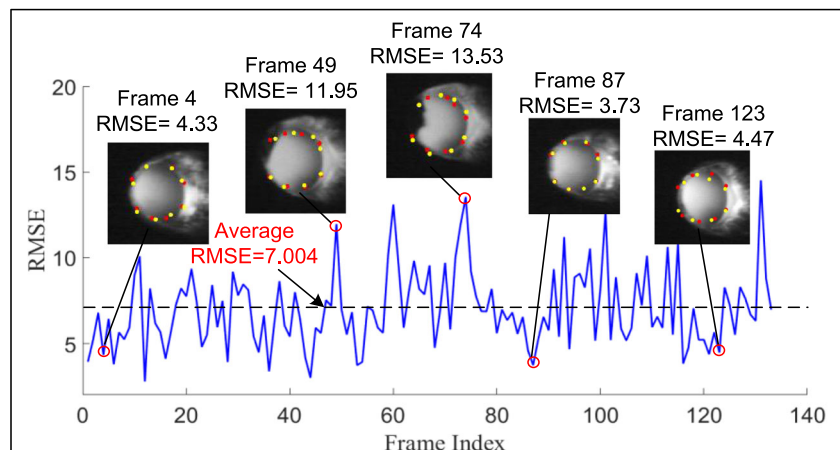 Frame 74
RMSE= 13.53
Frame 49
RMSE= 11.95
Frame 87
RMSE= 3.73
Frame 4
RMSE= 4.33
Frame 123
RMSE= 4.47
Average
RMSE=7.004
RMSE
20
15
10
5
0
20
40
60
80
100
120
140
Frame Index